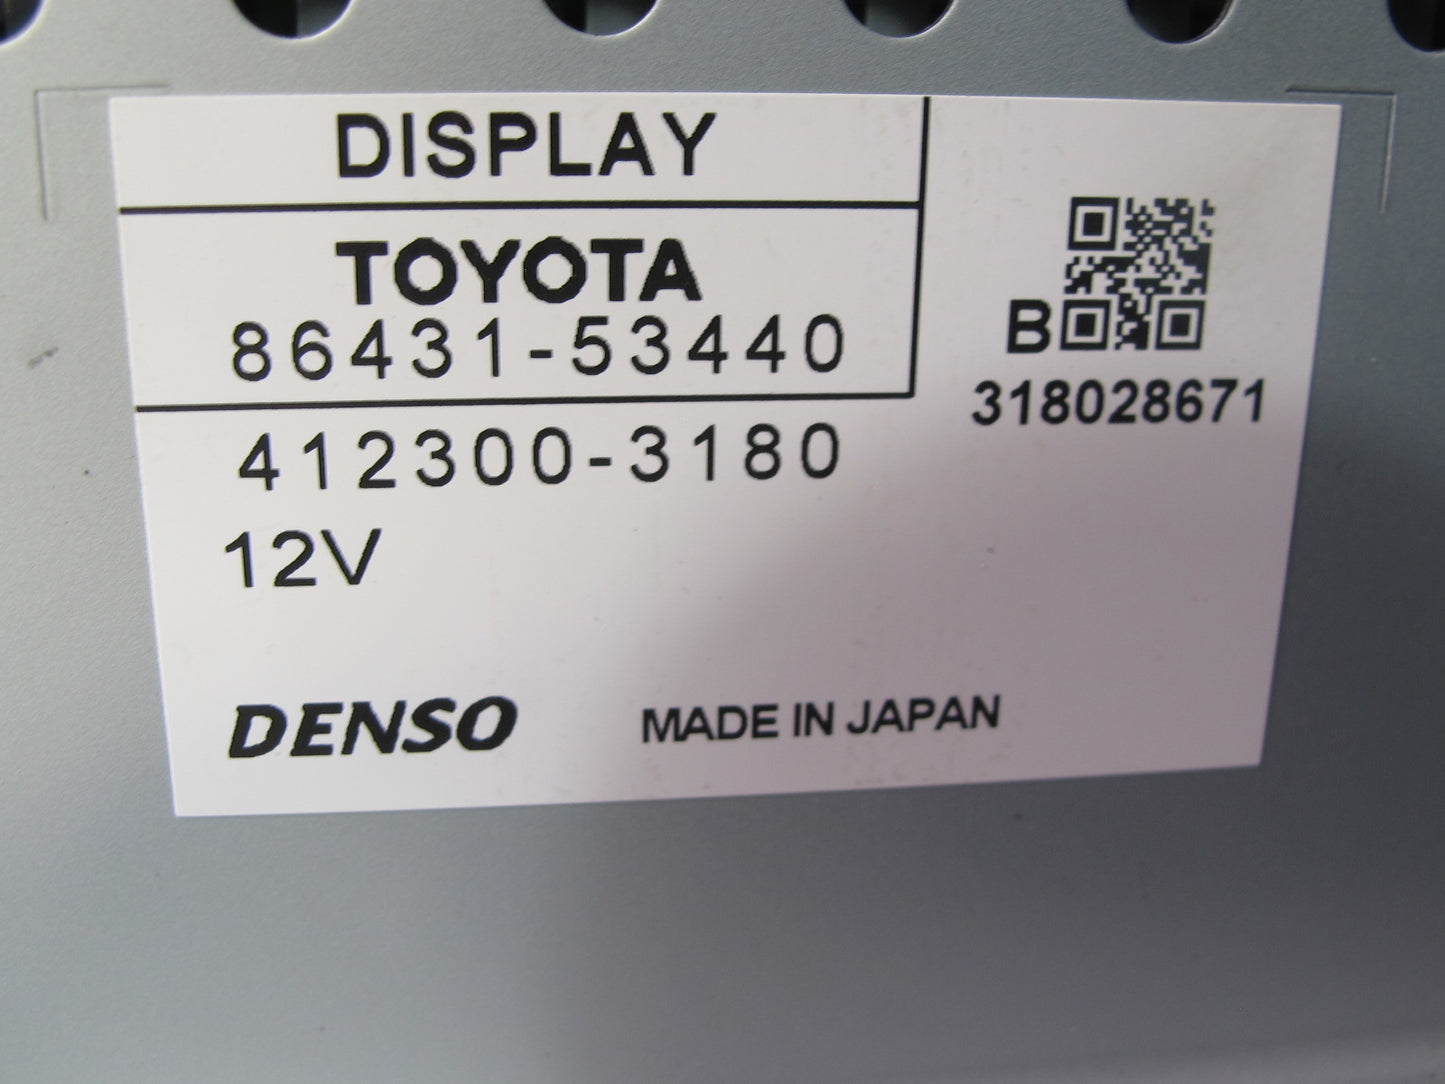 DISPLAY
TOYOTA
86431-53440
412300-3180
12V
DENSO
MADE IN JAPAN
B
318028671